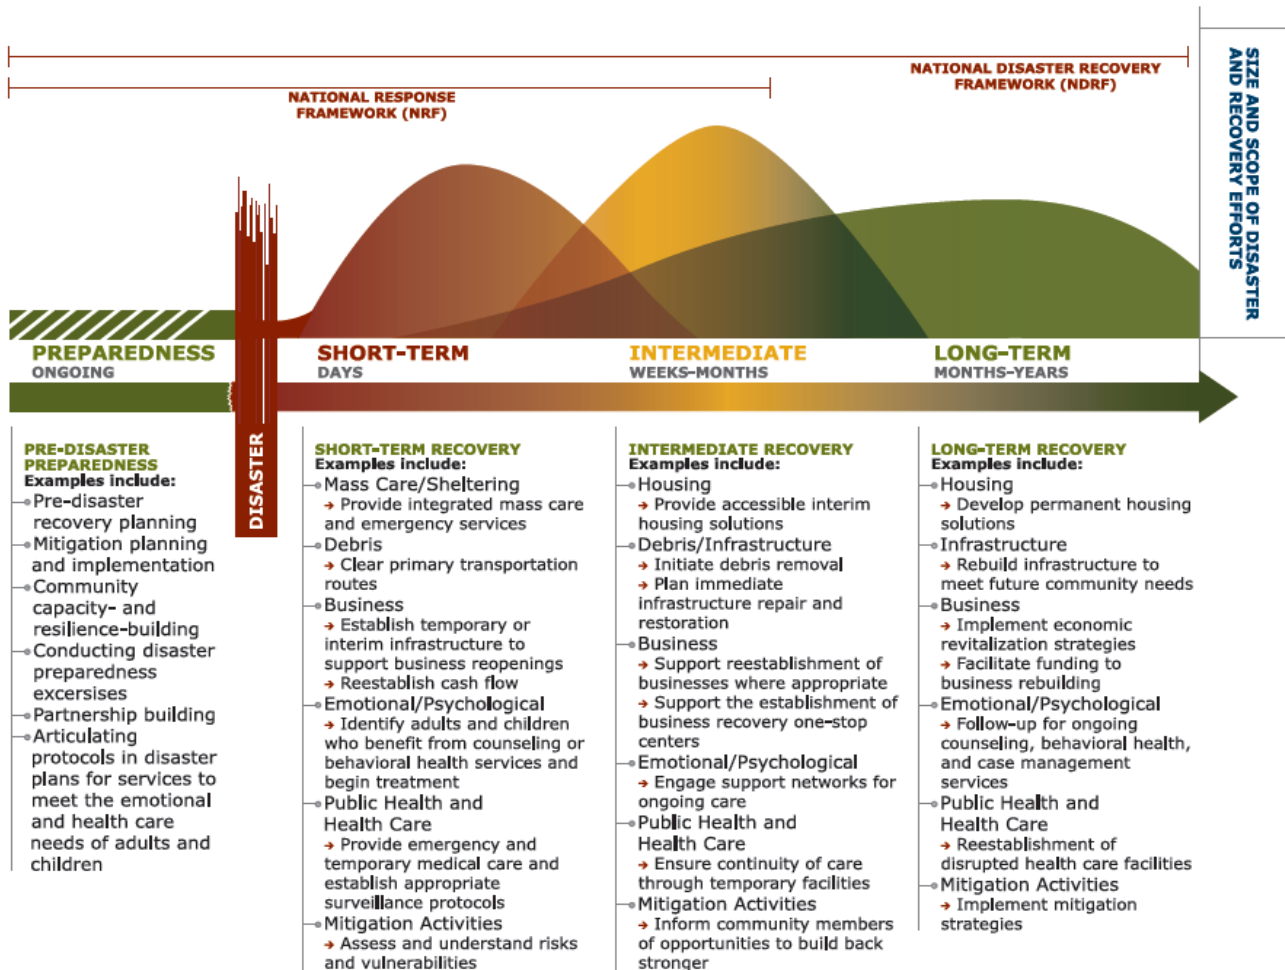 NATIONAL DISASTER RECOVERY
FRAMEWORK (NDRF)
NATIONAL RESPONSE
FRAMEWORK (NRF)
SIZE AND SCOPE OF DISASTER
AND RECOVERY EFFORTS
PREPAREDNESS
ONGOING
SHORT-TERM
DAYS
INTERMEDIATE
WEEKS-MONTHS
LONG-TERM
MONTHS-YEARS
DISASTER
PRE-DISASTER
PREPAREDNESS
Examples include:
Pre-disaster
recovery planning
Mitigation planning
and implementation
Community
capacity- and
resilience-building
Conducting disaster
preparedness
excersises
Partnership building
Articulating
protocols in disaster
plans for services to
meet the emotional
and health care
needs of adults and
children
SHORT-TERM RECOVERY
Examples include:
Mass Care/Sheltering
→ Provide integrated mass care
and emergency services
Debris
→ Clear primary transportation
routes
Business
→ Establish temporary or
interim infrastructure to
support business reopenings
→ Reestablish cash flow
Emotional/Psychological
→ Identify adults and children
who benefit from counseling or
behavioral health services and
begin treatment
Public Health and
Health Care
→ Provide emergency and
temporary medical care and
establish appropriate
surveillance protocols
Mitigation Activities
→ Assess and understand risks
and vulnerabilities
INTERMEDIATE RECOVERY
Examples include:
Housing
→ Provide accessible interim
housing solutions
Debris/Infrastructure
→ Initiate debris removal
→ Plan immediate
infrastructure repair and
restoration
Business
→ Support reestablishment of
businesses where appropriate
→ Support the establishment of
business recovery one-stop
centers
Emotional/Psychological
→ Engage support networks for
ongoing care
Public Health and
Health Care
→ Ensure continuity of care
through temporary facilities
Mitigation Activities
→ Inform community members
of opportunities to build back
stronger
LONG-TERM RECOVERY
Examples include:
Housing
→ Develop permanent housing
solutions
Infrastructure
→ Rebuild infrastructure to
meet future community needs
Business
→ Implement economic
revitalization strategies
→ Facilitate funding to
business rebuilding
Emotional/Psychological
→ Follow-up for ongoing
counseling, behavioral health,
and case management
services
Public Health and
Health Care
→ Reestablishment of
disrupted health care facilities
Mitigation Activities
→ Implement mitigation
strategies